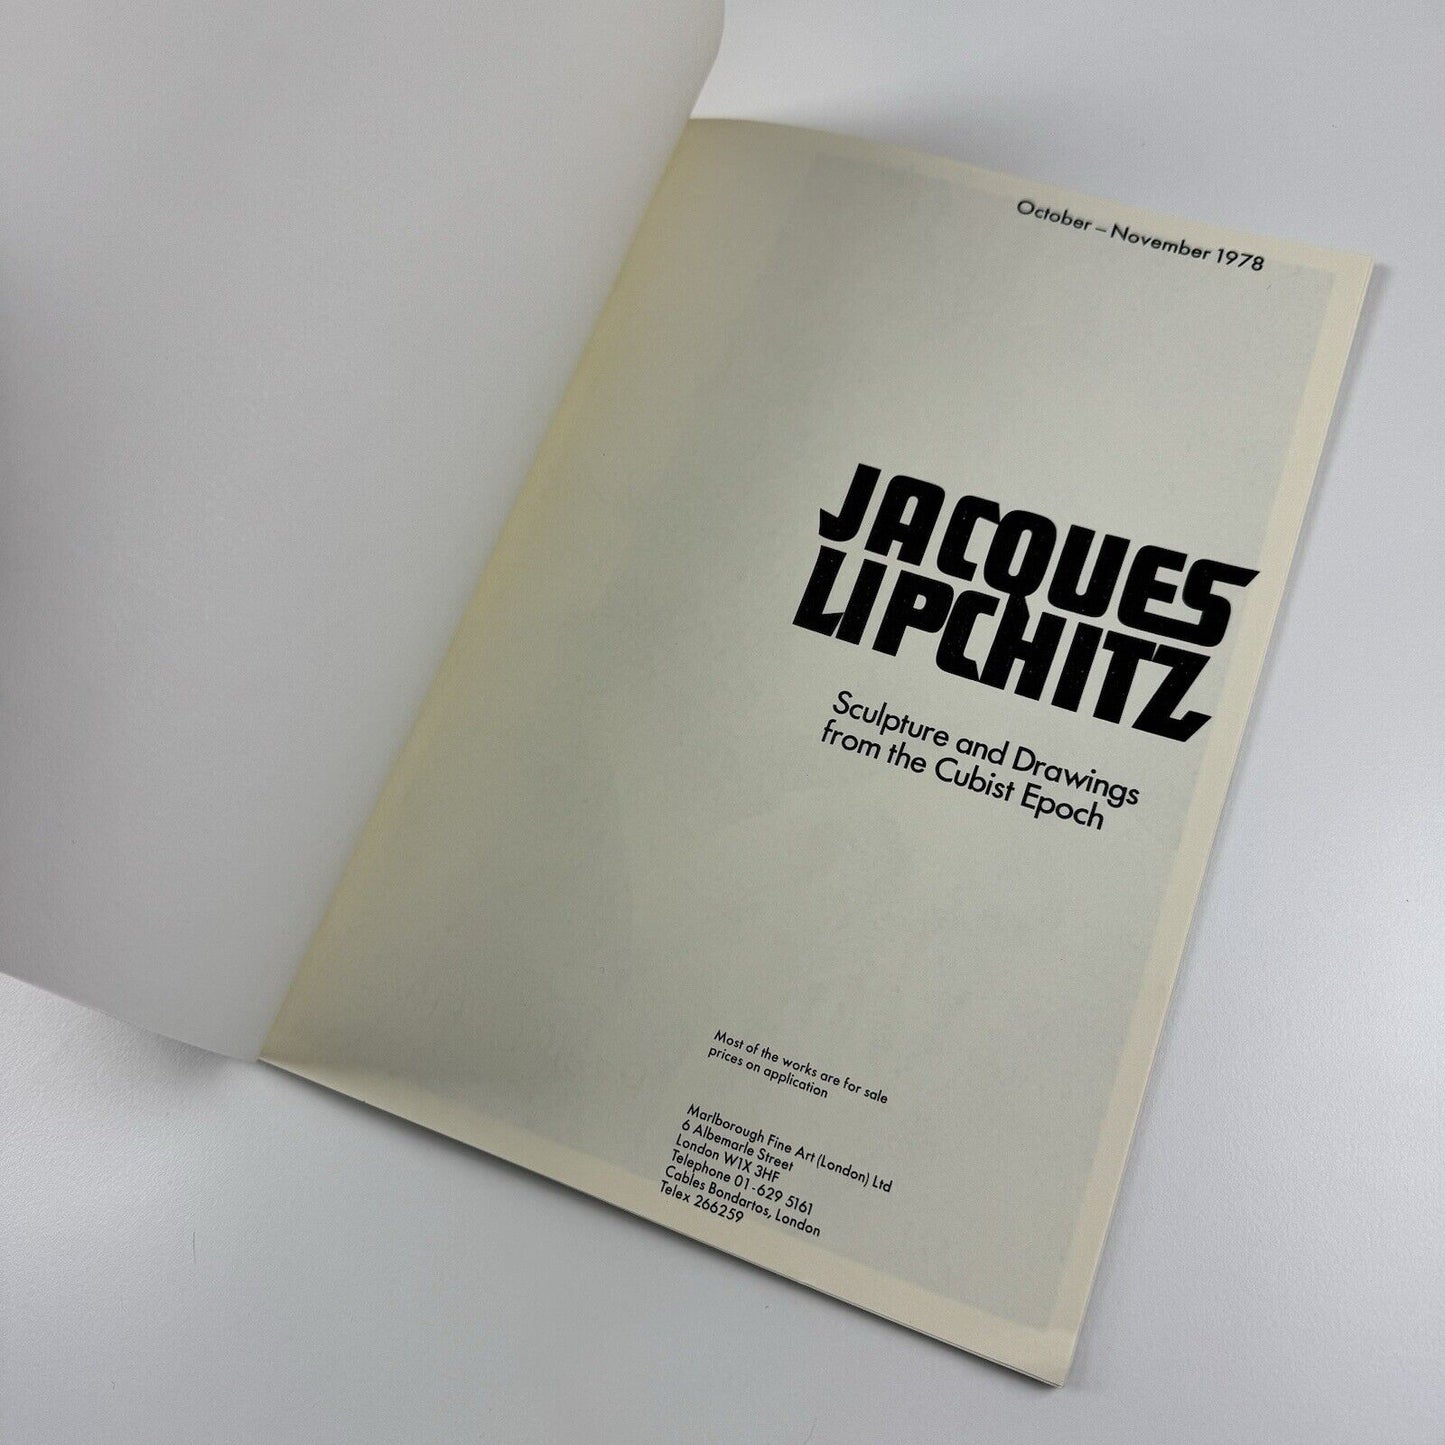 October – November 1978
JACQUES
LIPCHITZ
Sculpture and Drawings
from the Cubist Epoch
Most of the works are for sale
prices on application
Marlborough Fine Art (London) Ltd
6 Albemarle Street
London W1X 3HF
Telephone 01-629 5161
Cables Bondartos, London
Telex 266259